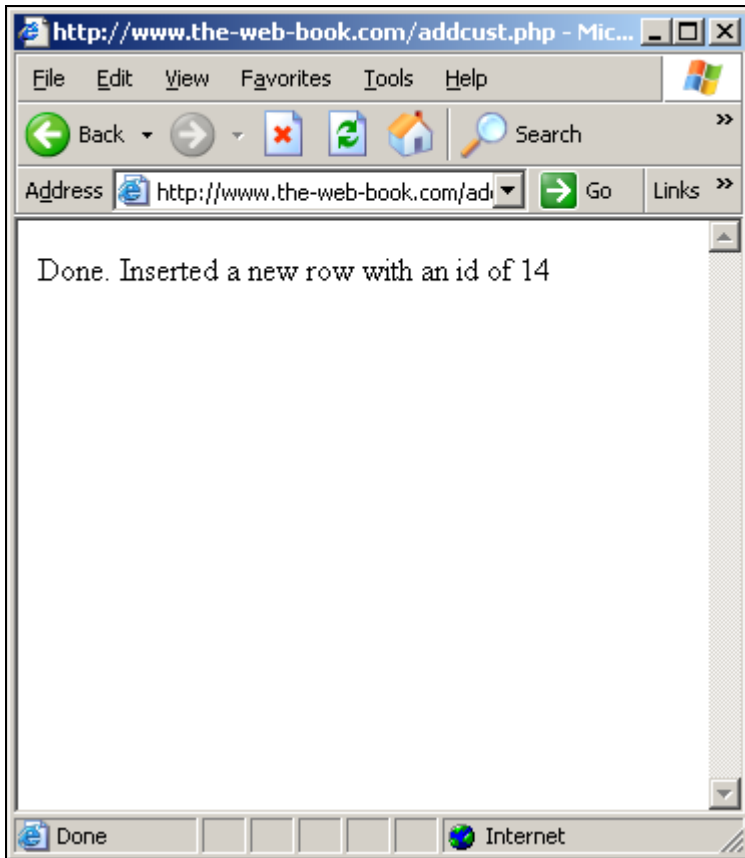 http://www.the-web-book.com/addcust.php - Mic...
File Edit View Favorites Tools Help
Back Search »
Address http://www.the-web-book.com/ad Go Links »
Done. Inserted a new row with an id of 14
Done Internet